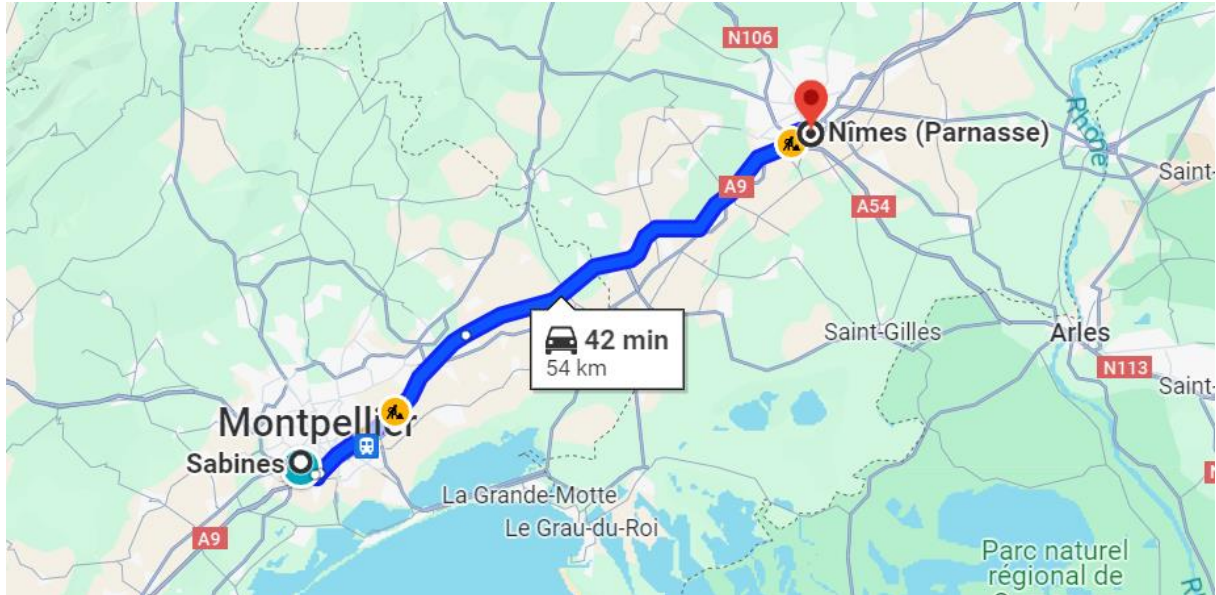 N106
Rhône
Nîmes (Parnasse)
Saint-
A9
A54
42 min
54 km
Saint-Gilles
Arles
N113
Saint-
Montpellier
Sabines
La Grande-Motte
Le Grau-du-Roi
A9
Parc naturel
régional de